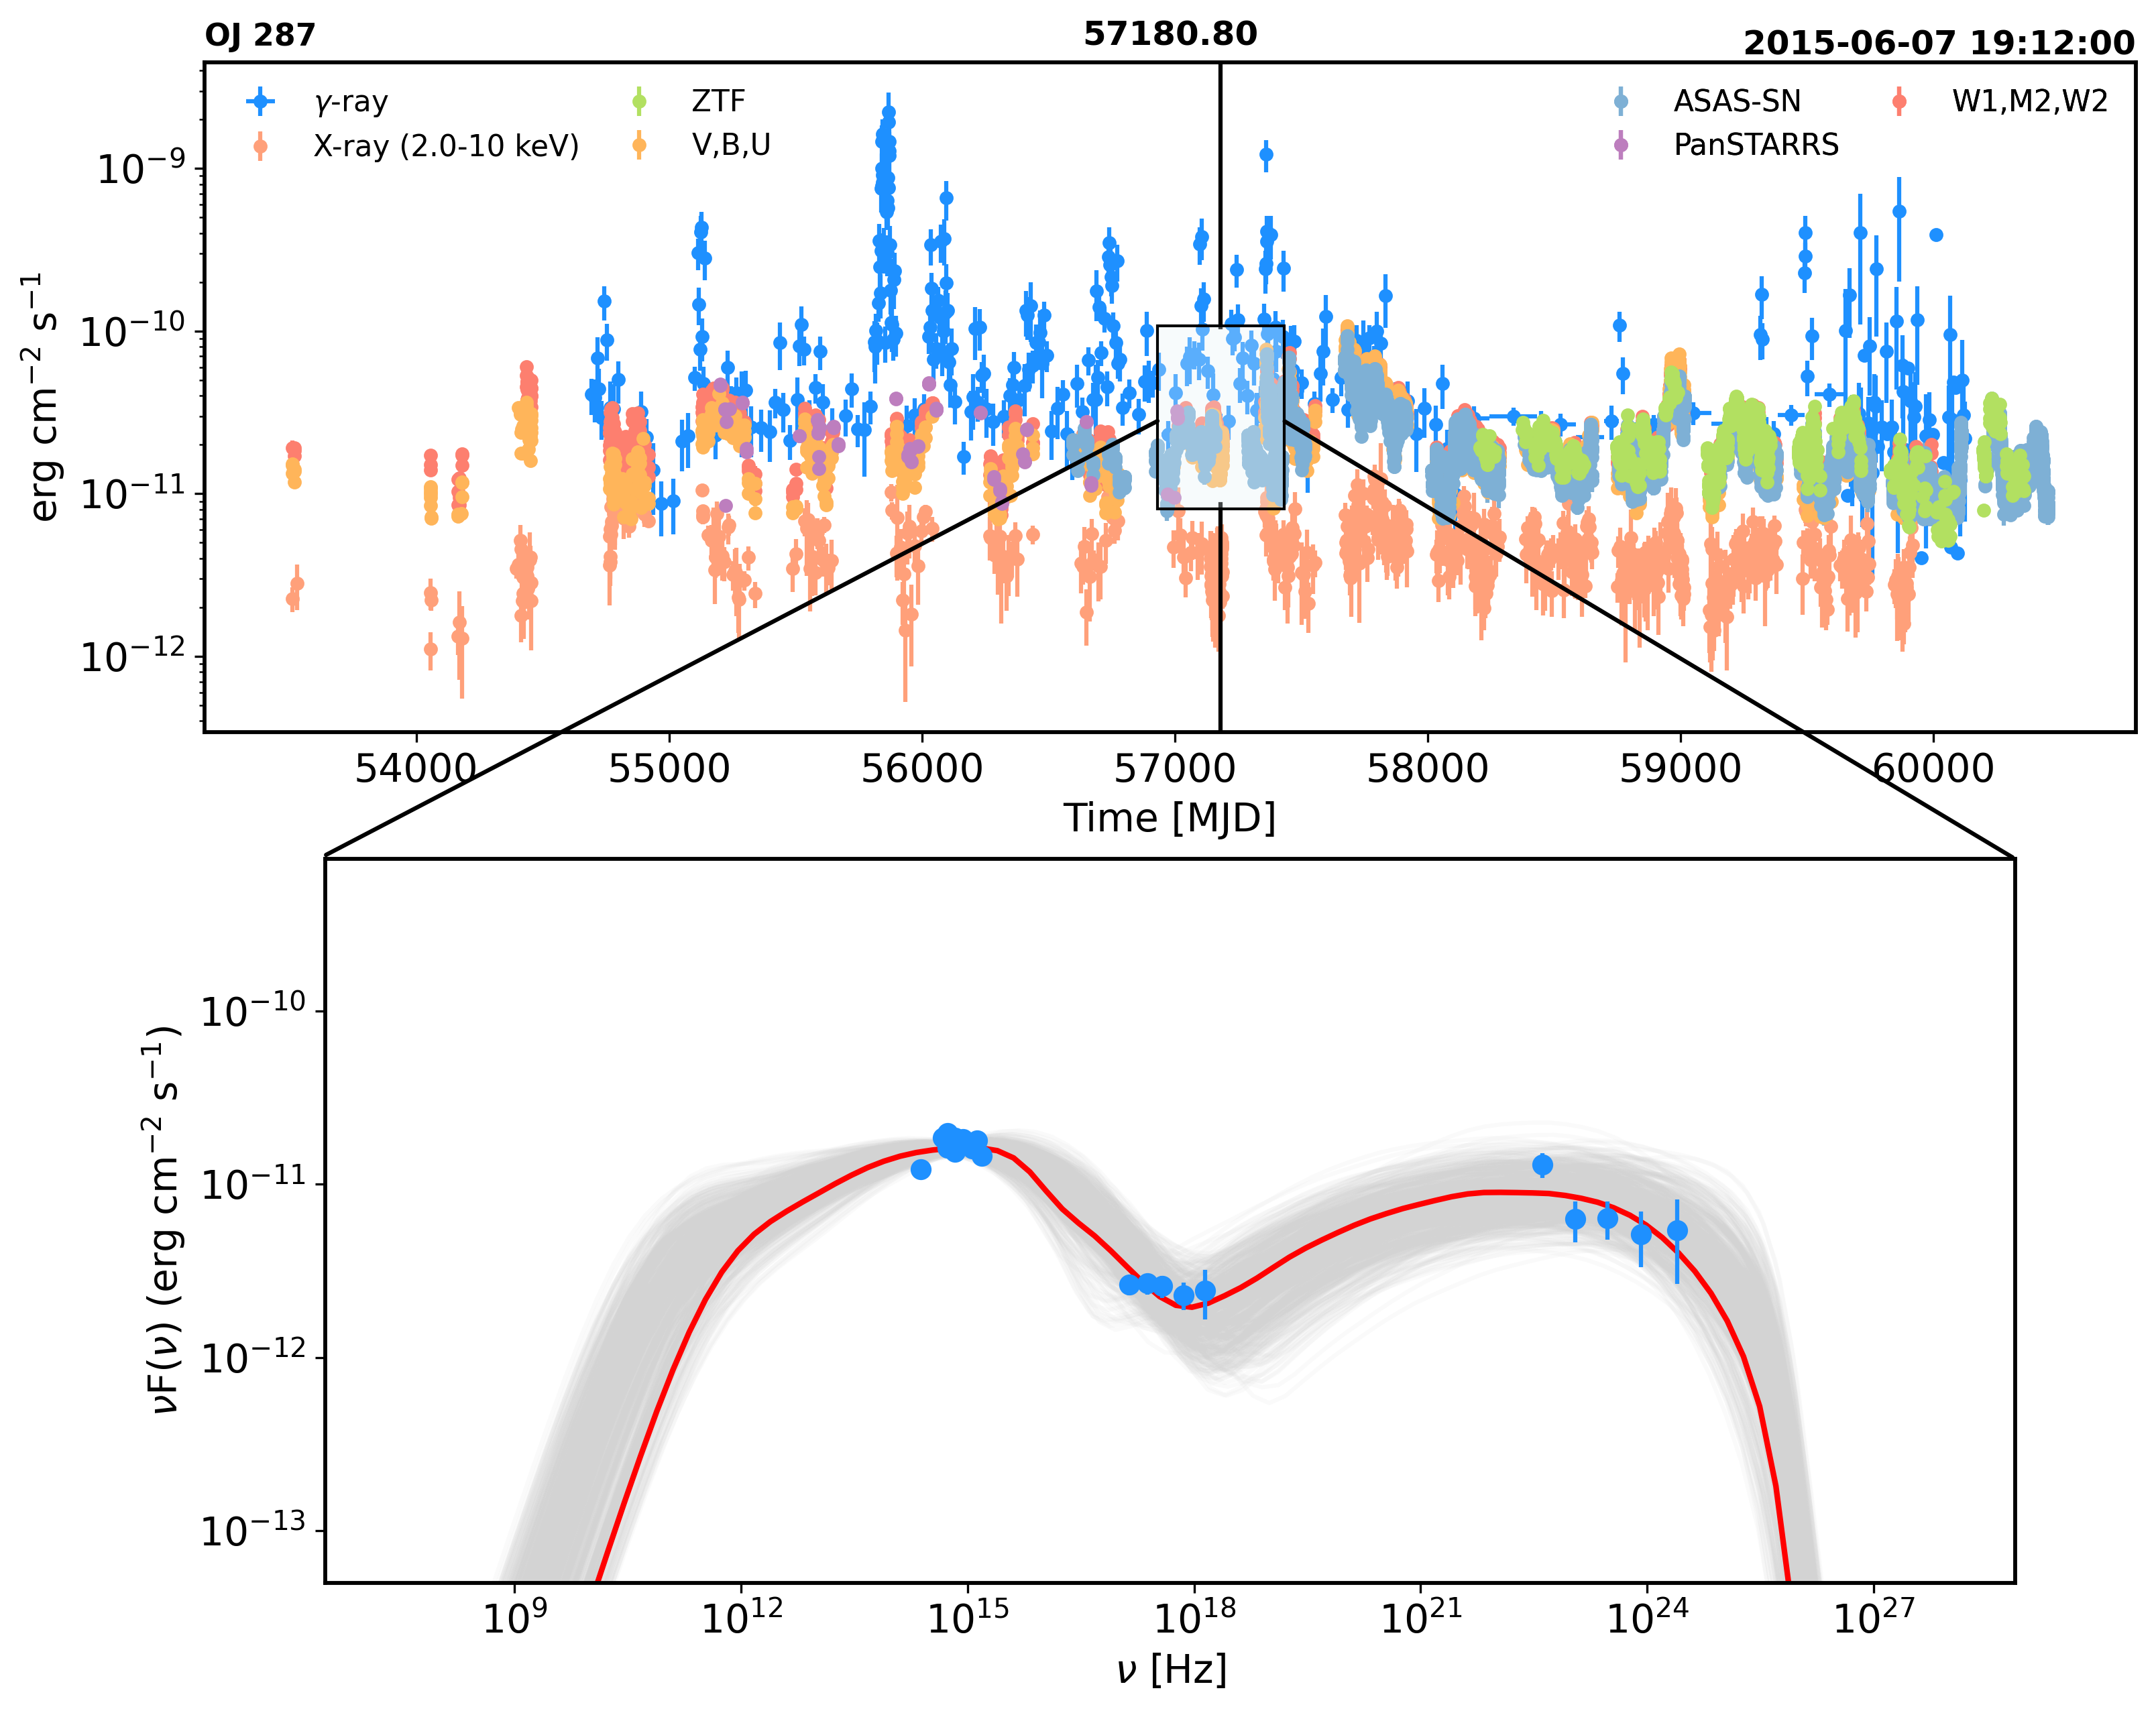 OJ 287 57180.80 2015-06-07 19:12:00
γ-ray ZTF ASAS-SN W1,M2,W2
X-ray (2.0-10 keV) V,B,U PanSTARRS
10⁻⁹
10⁻¹⁰
10⁻¹¹
10⁻¹²
erg cm⁻² s⁻¹
54000 55000 56000 57000 58000 59000 60000
Time [MJD]
10⁻¹⁰
10⁻¹¹
10⁻¹²
10⁻¹³
νF(ν) (erg cm⁻² s⁻¹)
10⁹ 10¹² 10¹⁵ 10¹⁸ 10²¹ 10²⁴ 10²⁷
ν [Hz]